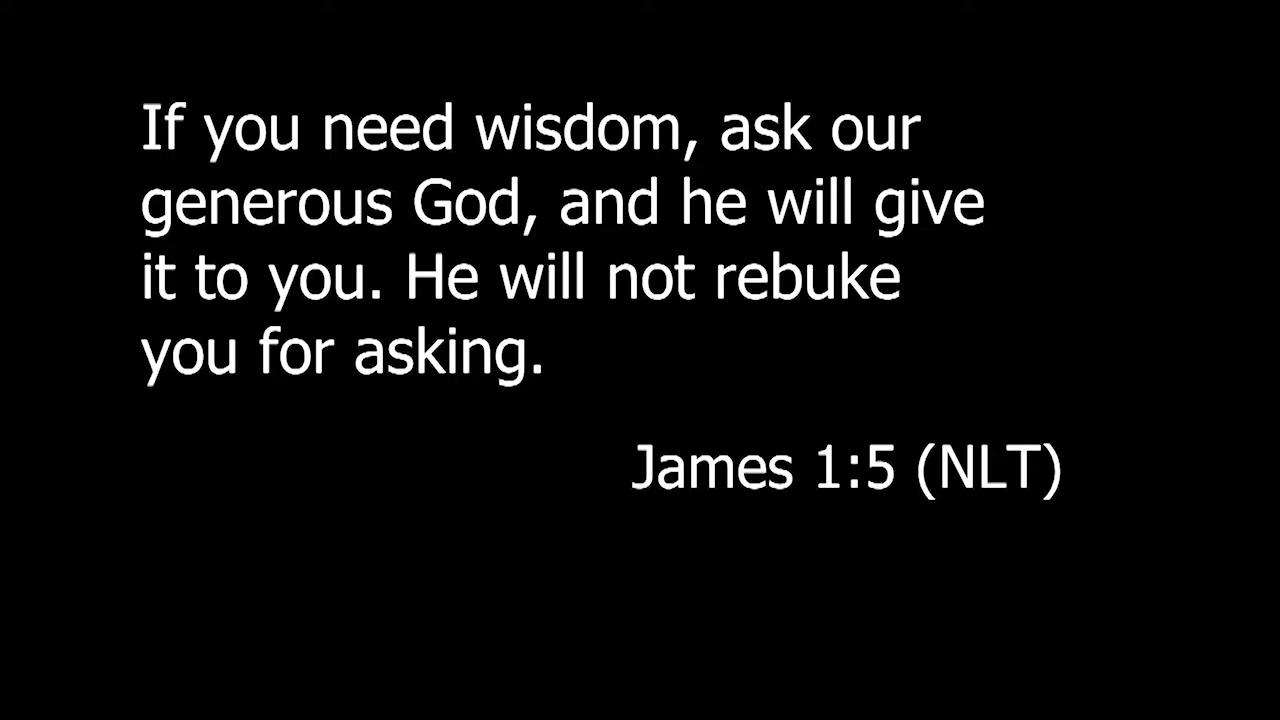 If you need wisdom, ask our
generous God, and he will give
it to you. He will not rebuke
you for asking.
James 1:5 (NLT)